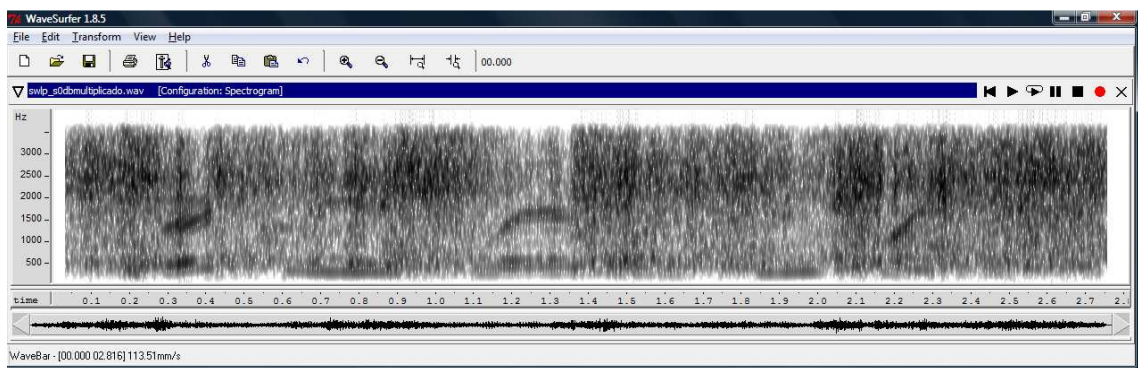 WaveSurfer 1.8.5
File Edit Transform View Help
00.000
swlp_s0dbmultiplicado.wav [Configuration: Spectrogram]
Hz
3000
2500
2000
1500
1000
500
time 0.1 0.2 0.3 0.4 0.5 0.6 0.7 0.8 0.9 1.0 1.1 1.2 1.3 1.4 1.5 1.6 1.7 1.8 1.9 2.0 2.1 2.2 2.3 2.4 2.5 2.6 2.7
WaveBar - [00.000 02.816] 113.51mm/s